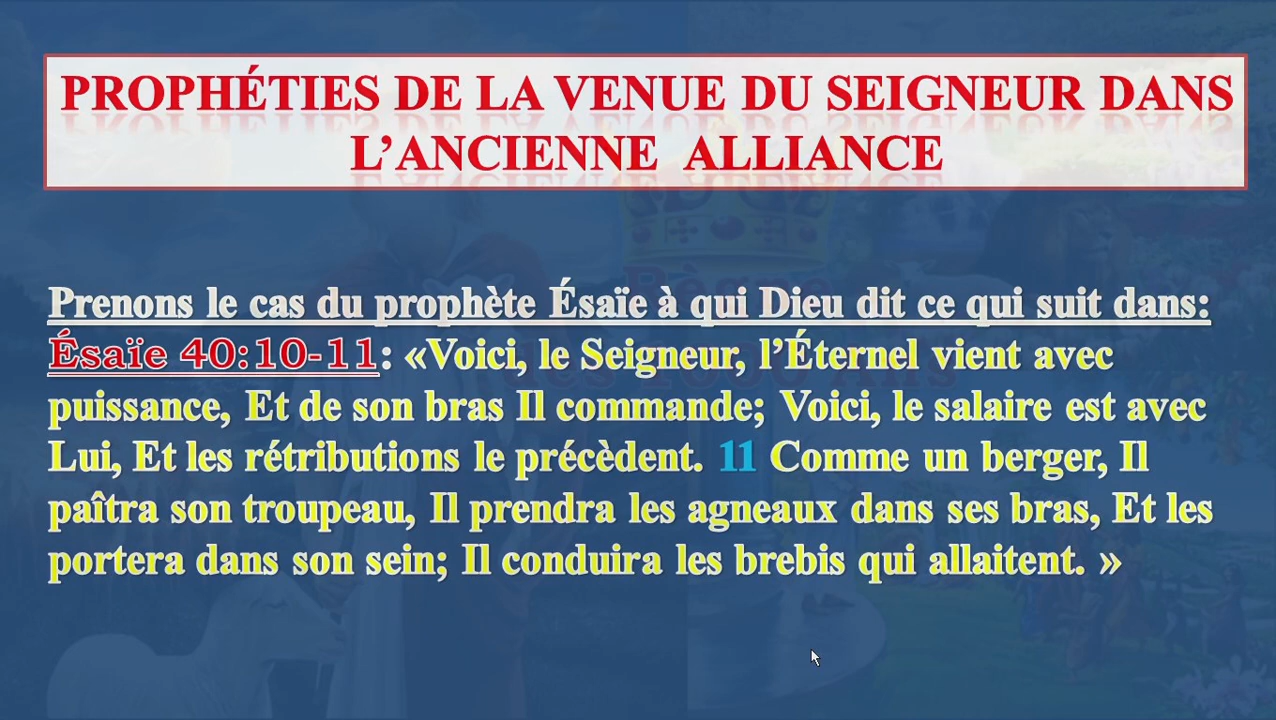 PROPHÉTIES DE LA VENUE DU SEIGNEUR DANS
L’ANCIENNE ALLIANCE
Prenons le cas du prophète Ésaïe à qui Dieu dit ce qui suit dans:
Ésaïe 40:10-11: «Voici, le Seigneur, l’Éternel vient avec
puissance, Et de son bras Il commande; Voici, le salaire est avec
Lui, Et les rétributions le précèdent. 11 Comme un berger, Il
paîtra son troupeau, Il prendra les agneaux dans ses bras, Et les
portera dans son sein; Il conduira les brebis qui allaitent. »